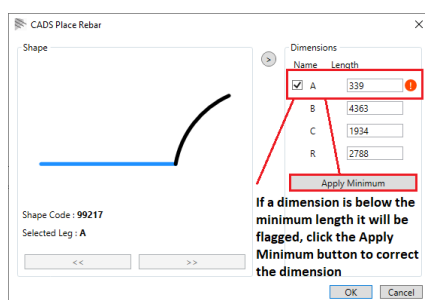 CADS Place Rebar
Shape
Dimensions
Name Length
A 339
B 4363
C 1934
R 2788
Apply Minimum
If a dimension is below the
minimum length it will be
flagged, click the Apply
Minimum button to correct
the dimension
Shape Code : 99217
Selected Leg : A
<< >>
OK Cancel